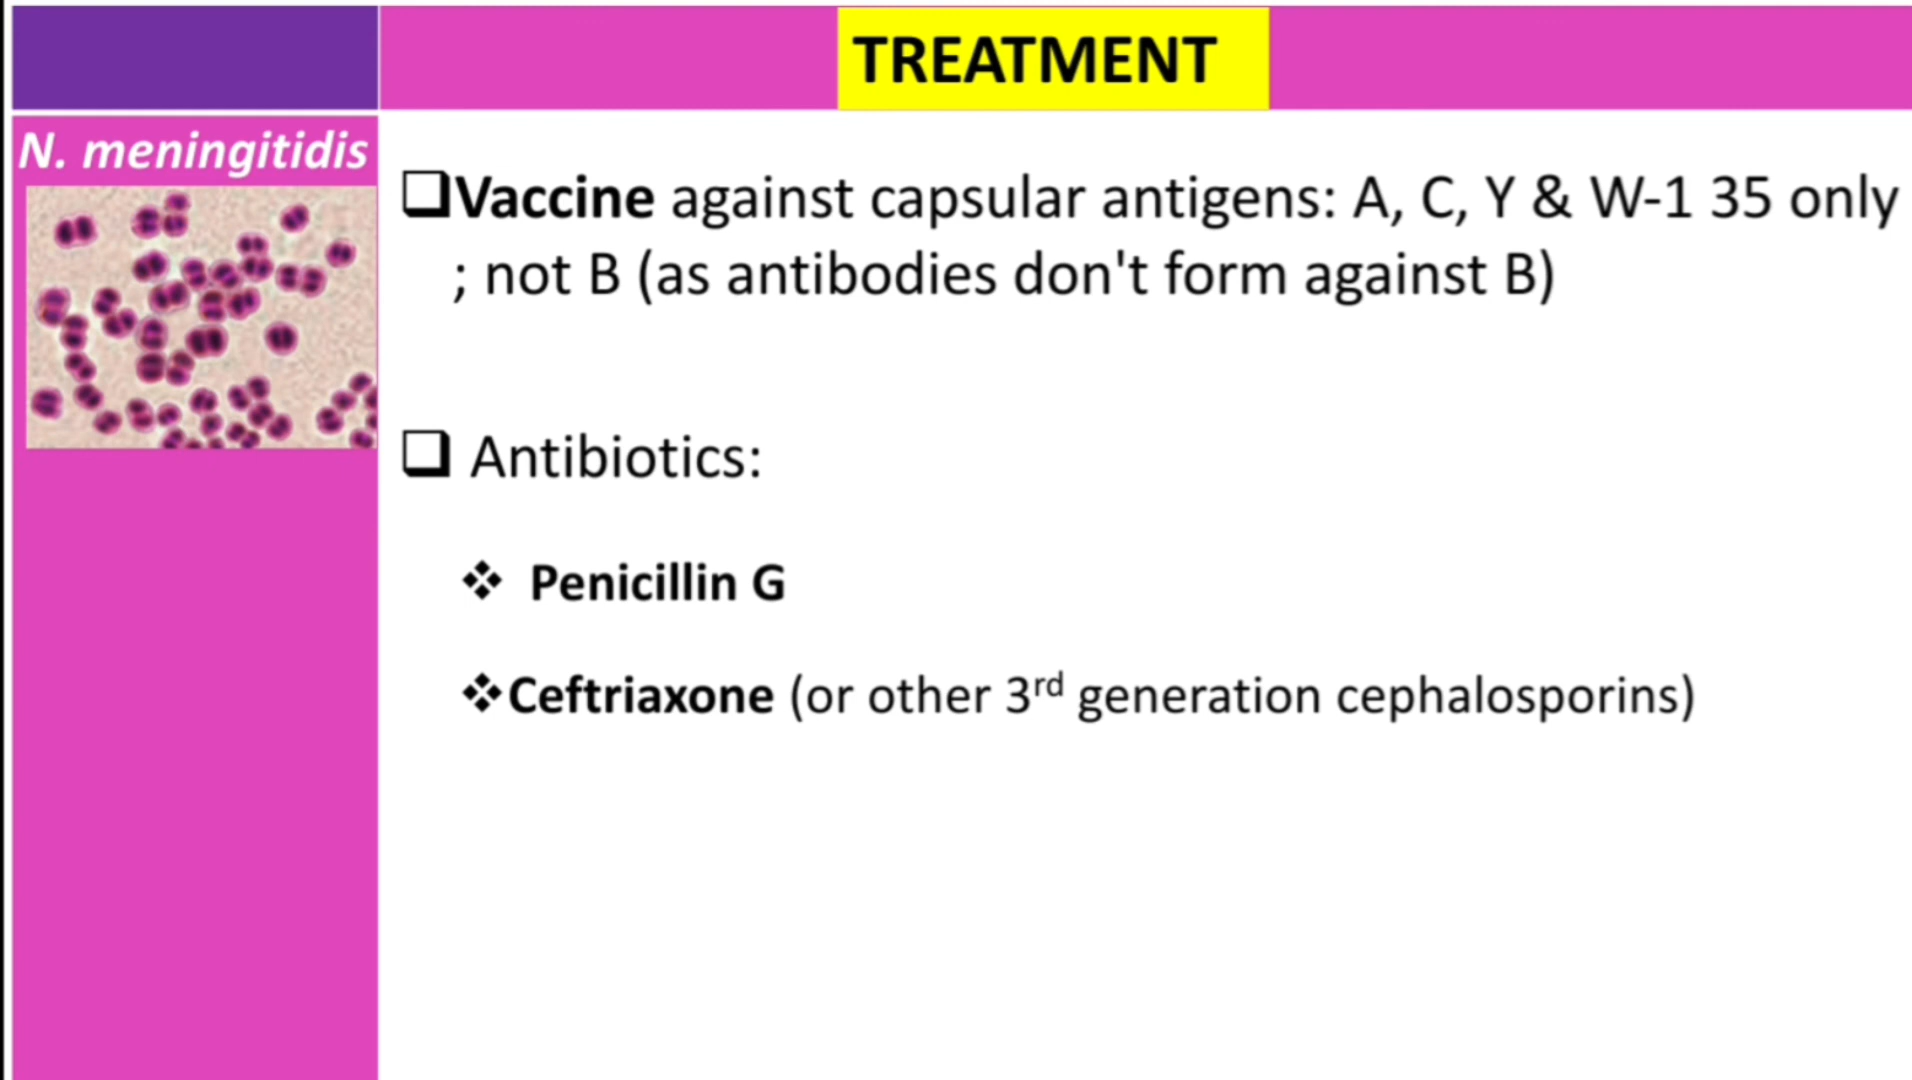 TREATMENT
N. meningitidis
❑Vaccine against capsular antigens: A, C, Y & W-1 35 only
; not B (as antibodies don't form against B)
❑ Antibiotics:
❖ Penicillin G
❖Ceftriaxone (or other 3rd generation cephalosporins)